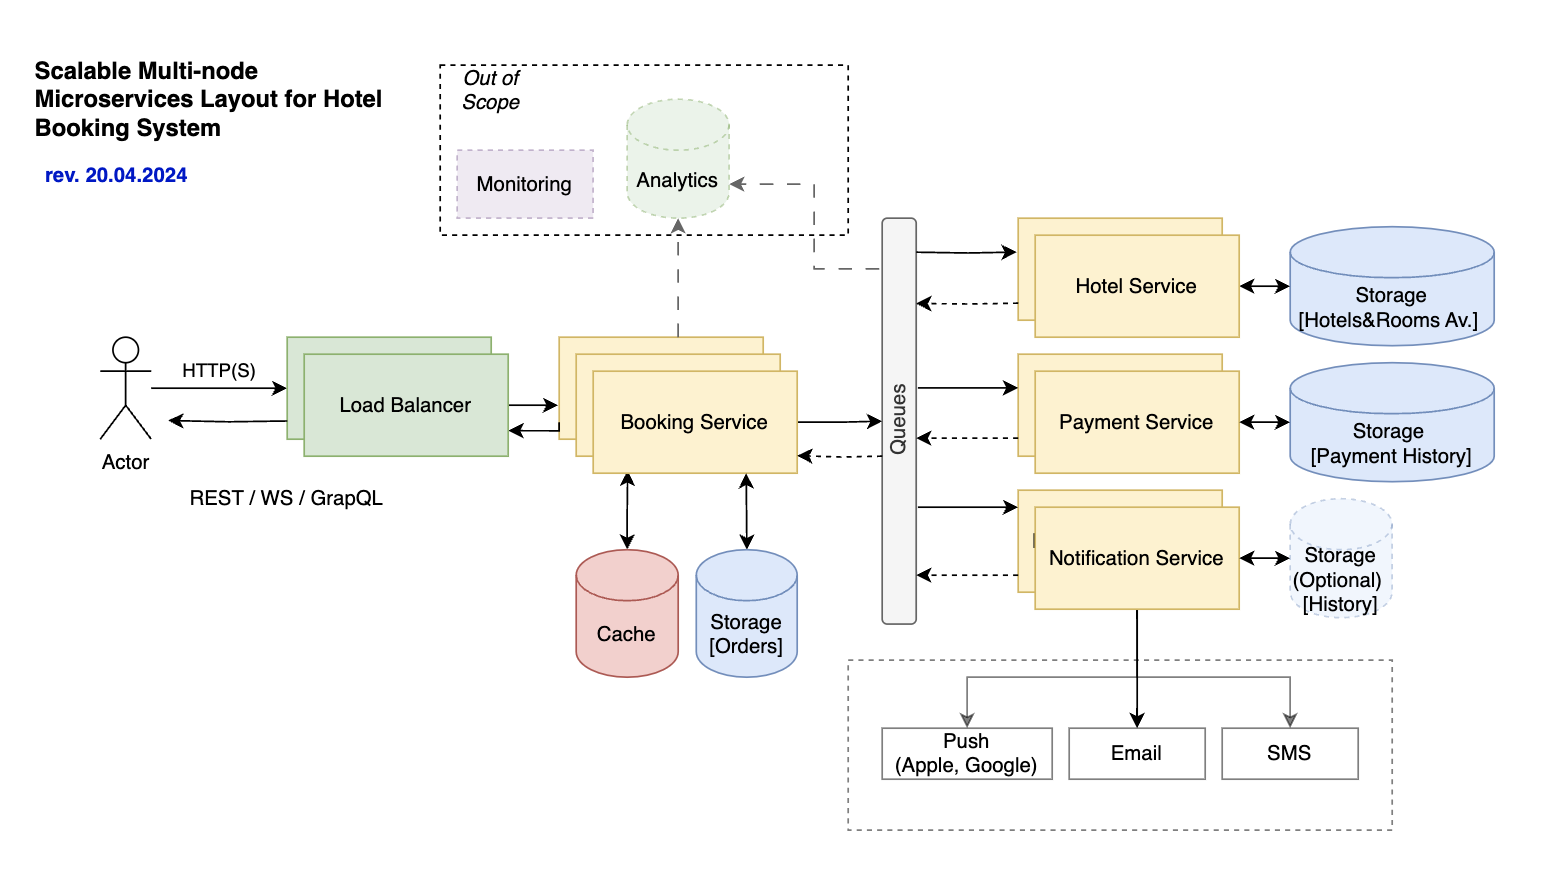 Scalable Multi-node
Microservices Layout for Hotel
Booking System
rev. 20.04.2024
Out of
Scope
Monitoring
Analytics
HTTP(S)
Actor
REST / WS / GrapQL
Load Balancer
Booking Service
Cache
Storage
[Orders]
Queues
Hotel Service
Storage
[Hotels&Rooms Av.]
Payment Service
Storage
[Payment History]
Notification Service
Storage
(Optional)
[History]
Push
(Apple, Google)
Email
SMS